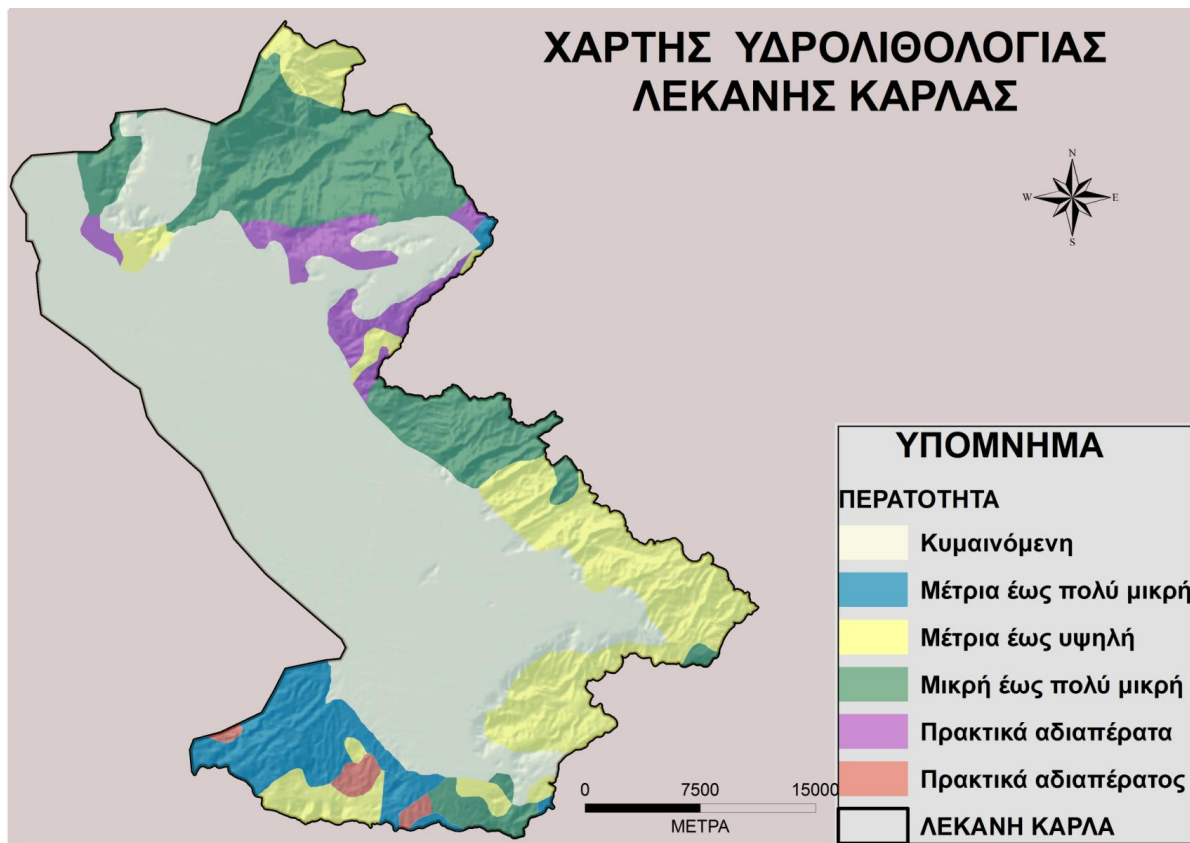 ΧΑΡΤΗΣ ΥΔΡΟΛΙΘΟΛΟΓΙΑΣ
ΛΕΚΑΝΗΣ ΚΑΡΛΑΣ
N
W E
S
ΥΠΟΜΝΗΜΑ
ΠΕΡΑΤΟΤΗΤΑ
Κυμαινόμενη
Μέτρια έως πολύ μικρή
Μέτρια έως υψηλή
Μικρή έως πολύ μικρή
Πρακτικά αδιαπέρατα
Πρακτικά αδιαπέρατος
ΛΕΚΑΝΗ ΚΑΡΛΑ
0 7500 15000
ΜΕΤΡΑ